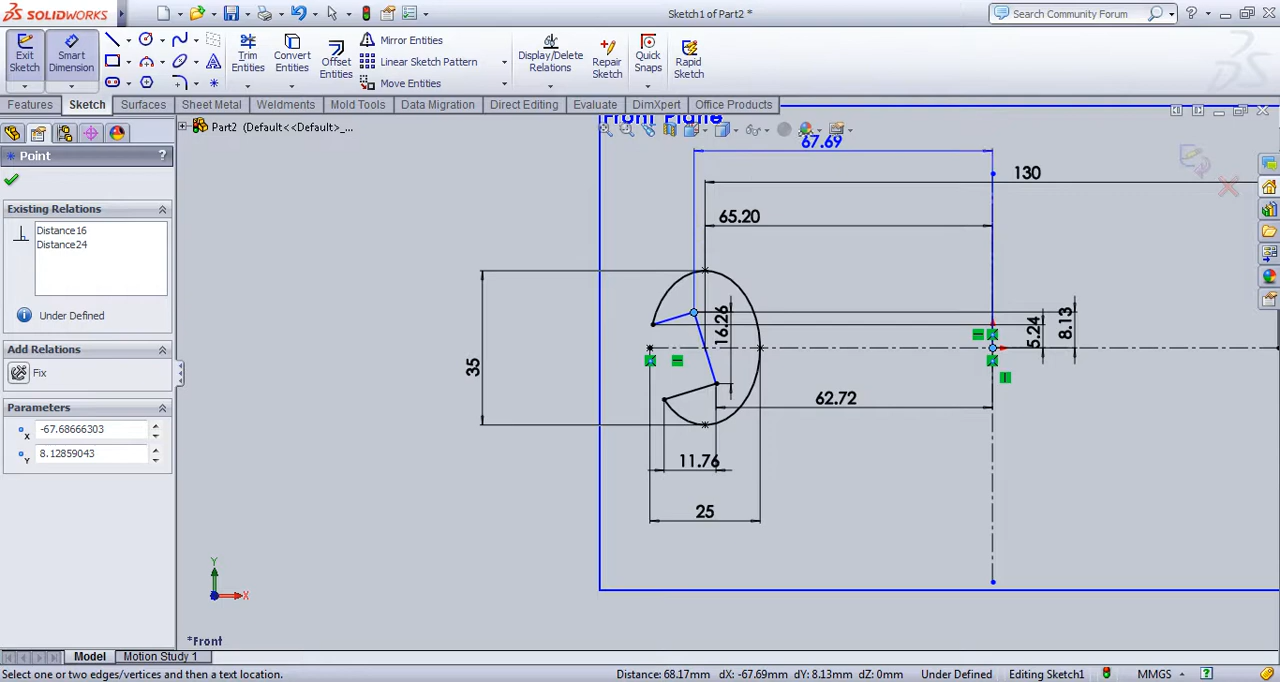 SOLIDWORKS
Sketch1 of Part2 *
Search Community Forum
Exit Sketch
Smart Dimension
Trim Entities
Convert Entities
Offset Entities
Mirror Entities
Linear Sketch Pattern
Move Entities
Display/Delete Relations
Repair Sketch
Quick Snaps
Rapid Sketch
Features
Sketch
Surfaces
Sheet Metal
Weldments
Mold Tools
Data Migration
Direct Editing
Evaluate
DimXpert
Office Products
Part2 (Default<<Default>_...
Front Plane
Point
?
Existing Relations
Distance16
Distance24
Under Defined
Add Relations
Fix
Parameters
X -67.68666303
Y 8.12859043
67.69
130
65.20
16.26
5.24
8.13
35
62.72
11.76
25
Y
X
*Front
Model
Motion Study 1
Select one or two edges/vertices and then a text location.
Distance: 68.17mm dX: -67.69mm dY: 8.13mm dZ: 0mm
Under Defined
Editing Sketch1
MMGS
?